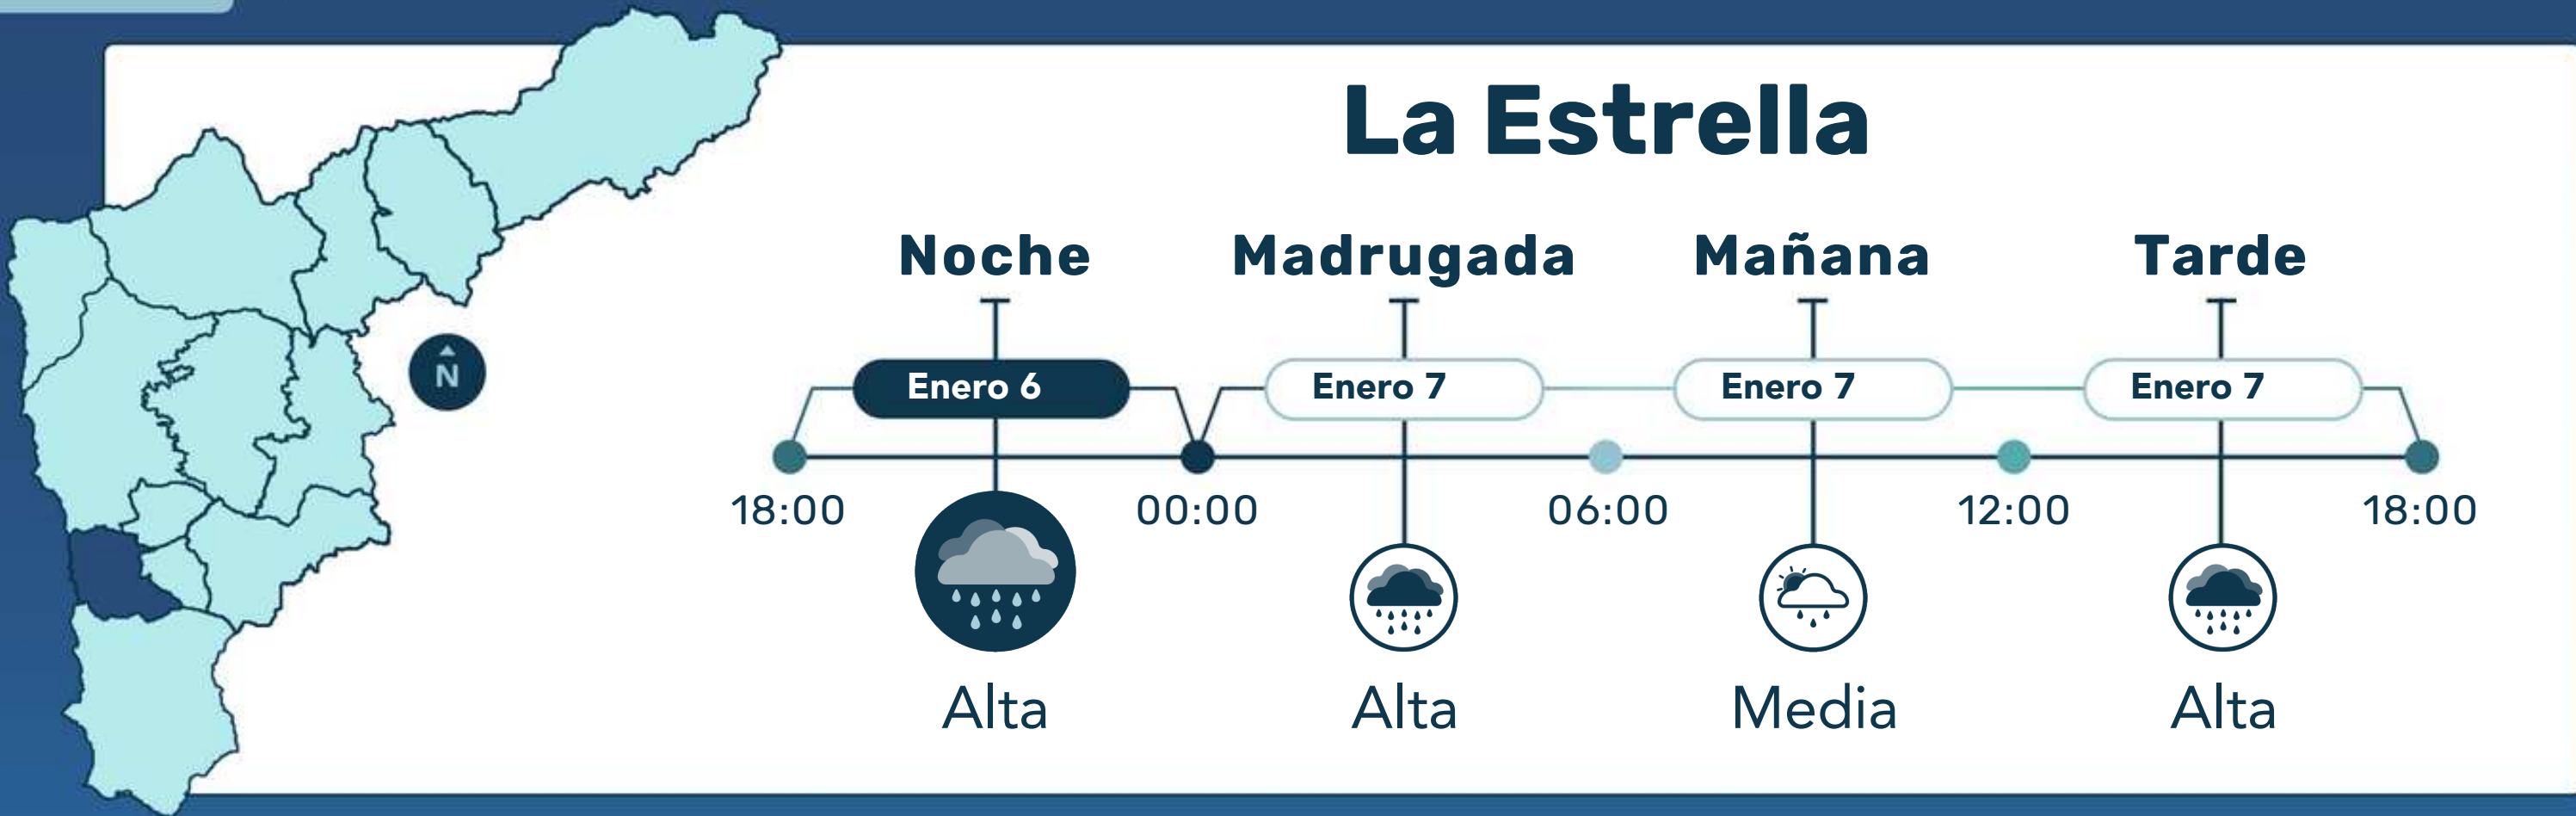 La Estrella
Noche Madrugada Mañana Tarde
Enero 6 Enero 7 Enero 7 Enero 7
N
18:00 00:00 06:00 12:00 18:00
Alta Alta Media Alta